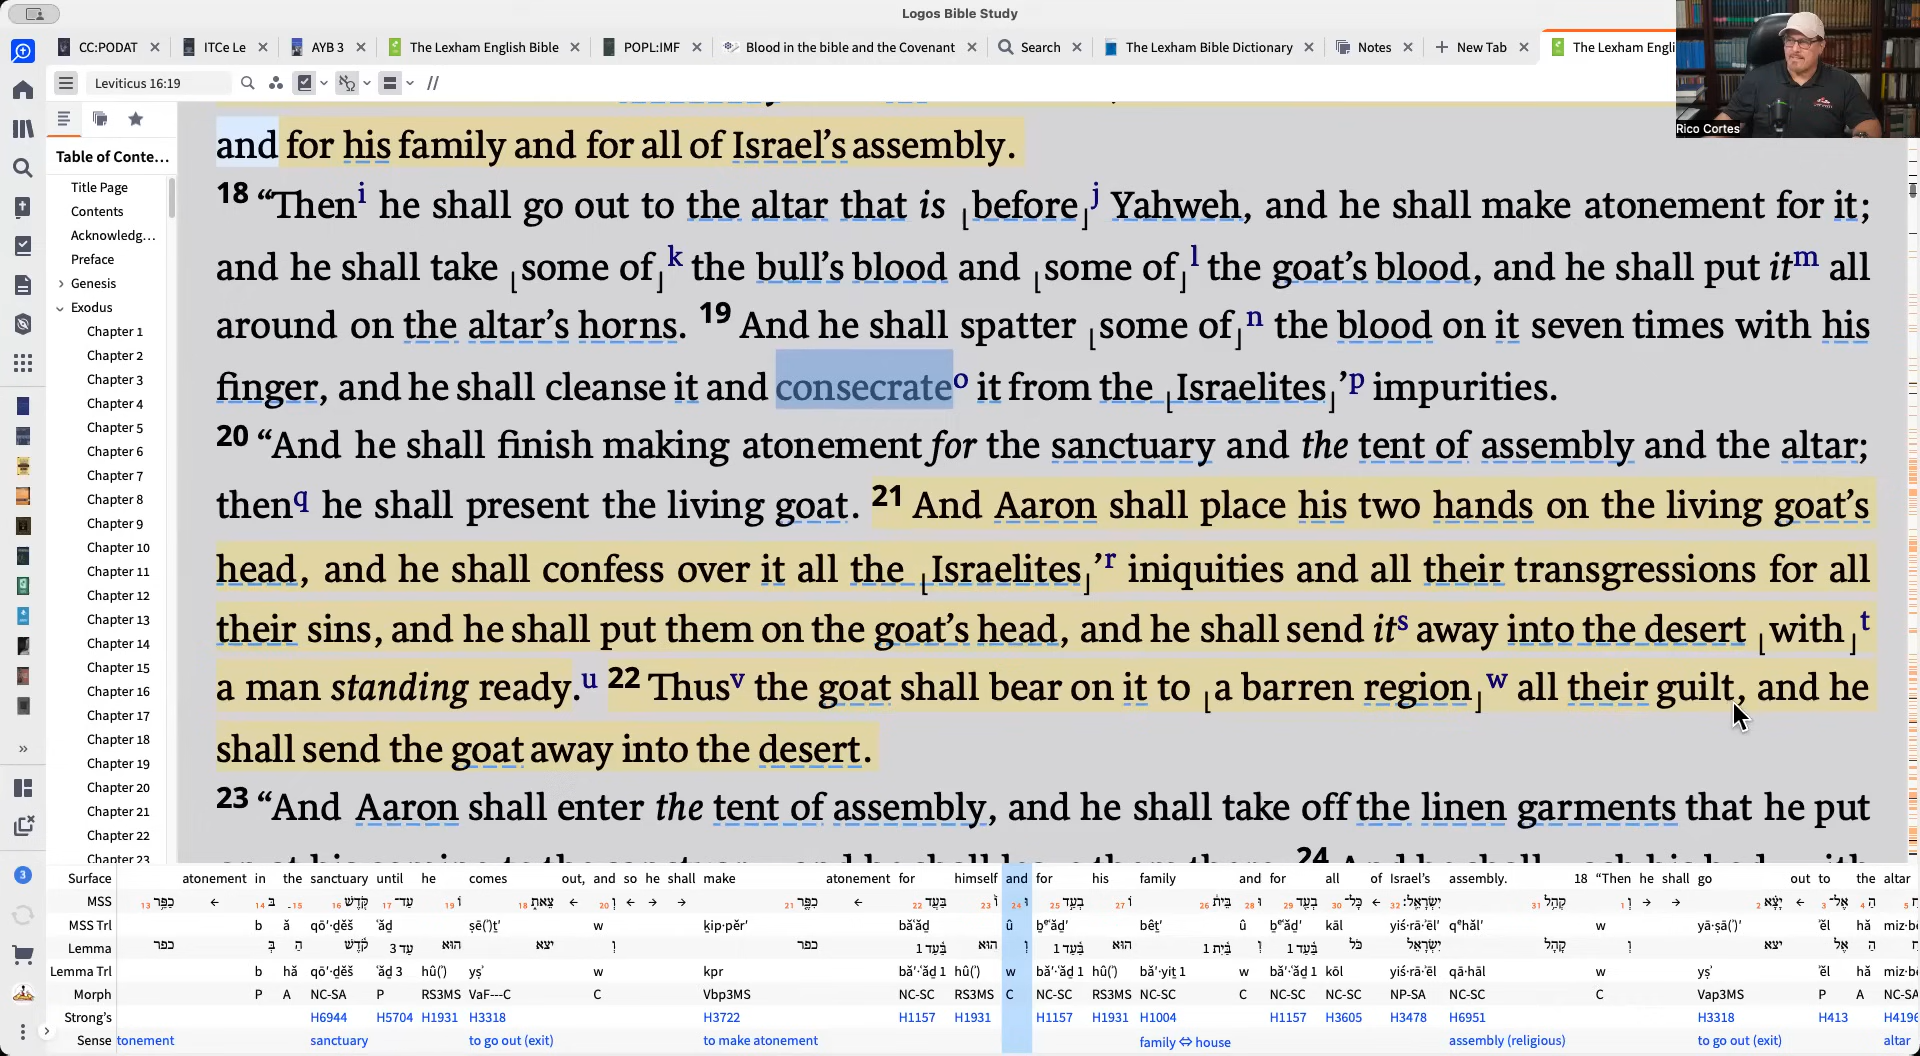 Logos Bible Study
CC:PODAT
ITCe Le
AYB 3
The Lexham English Bible
POPL:IMF
Blood in the bible and the Covenant
Search
The Lexham Bible Dictionary
Notes
New Tab
The Lexham Engli
Leviticus 16:19
Rico Cortes
Table of Conte...
Title Page
Contents
Acknowledg...
Preface
Genesis
Exodus
Chapter 1
Chapter 2
Chapter 3
Chapter 4
Chapter 5
Chapter 6
Chapter 7
Chapter 8
Chapter 9
Chapter 10
Chapter 11
Chapter 12
Chapter 13
Chapter 14
Chapter 15
Chapter 16
Chapter 17
Chapter 18
Chapter 19
Chapter 20
Chapter 21
Chapter 22
Chapter 23
and for his family and for all of Israel’s assembly.
18 “Then i he shall go out to the altar that is ⌊before⌋ j Yahweh, and he shall make atonement for it;
and he shall take ⌊some of⌋ k the bull’s blood and ⌊some of⌋ l the goat’s blood, and he shall put it m all
around on the altar’s horns. 19 And he shall spatter ⌊some of⌋ n the blood on it seven times with his
finger, and he shall cleanse it and consecrate o it from the ⌊Israelites⌋’ p impurities.
20 “And he shall finish making atonement for the sanctuary and the tent of assembly and the altar;
then q he shall present the living goat. 21 And Aaron shall place his two hands on the living goat’s
head, and he shall confess over it all the ⌊Israelites⌋’ r iniquities and all their transgressions for all
their sins, and he shall put them on the goat’s head, and he shall send it s away into the desert ⌊with⌋ t
a man standing ready. u 22 Thus v the goat shall bear on it to ⌊a barren region⌋ w all their guilt, and he
shall send the goat away into the desert.
23 “And Aaron shall enter the tent of assembly, and he shall take off the linen garments that he put
24
Surface atonement in the sanctuary until he comes out, and so he shall make atonement for himself and for his family and for all of Israel’s assembly. 18 “Then he shall go out to the altar
MSS
MSS Trl
Lemma
Lemma Trl
Morph P A NC-SA P RS3MS VaF---C C Vbp3MS NC-SC RS3MS C NC-SC RS3MS NC-SC C NC-SC NC-SC NP-SA NC-SC C Vap3MS P A NC-SA
Strong’s H6944 H5704 H1931 H3318 H3722 H1157 H1931 H1157 H1931 H1004 H1157 H3605 H3478 H6951 H3318 H413 H4196
Sense tonement sanctuary to go out (exit) to make atonement family ⇔ house assembly (religious) to go out (exit) altar
3